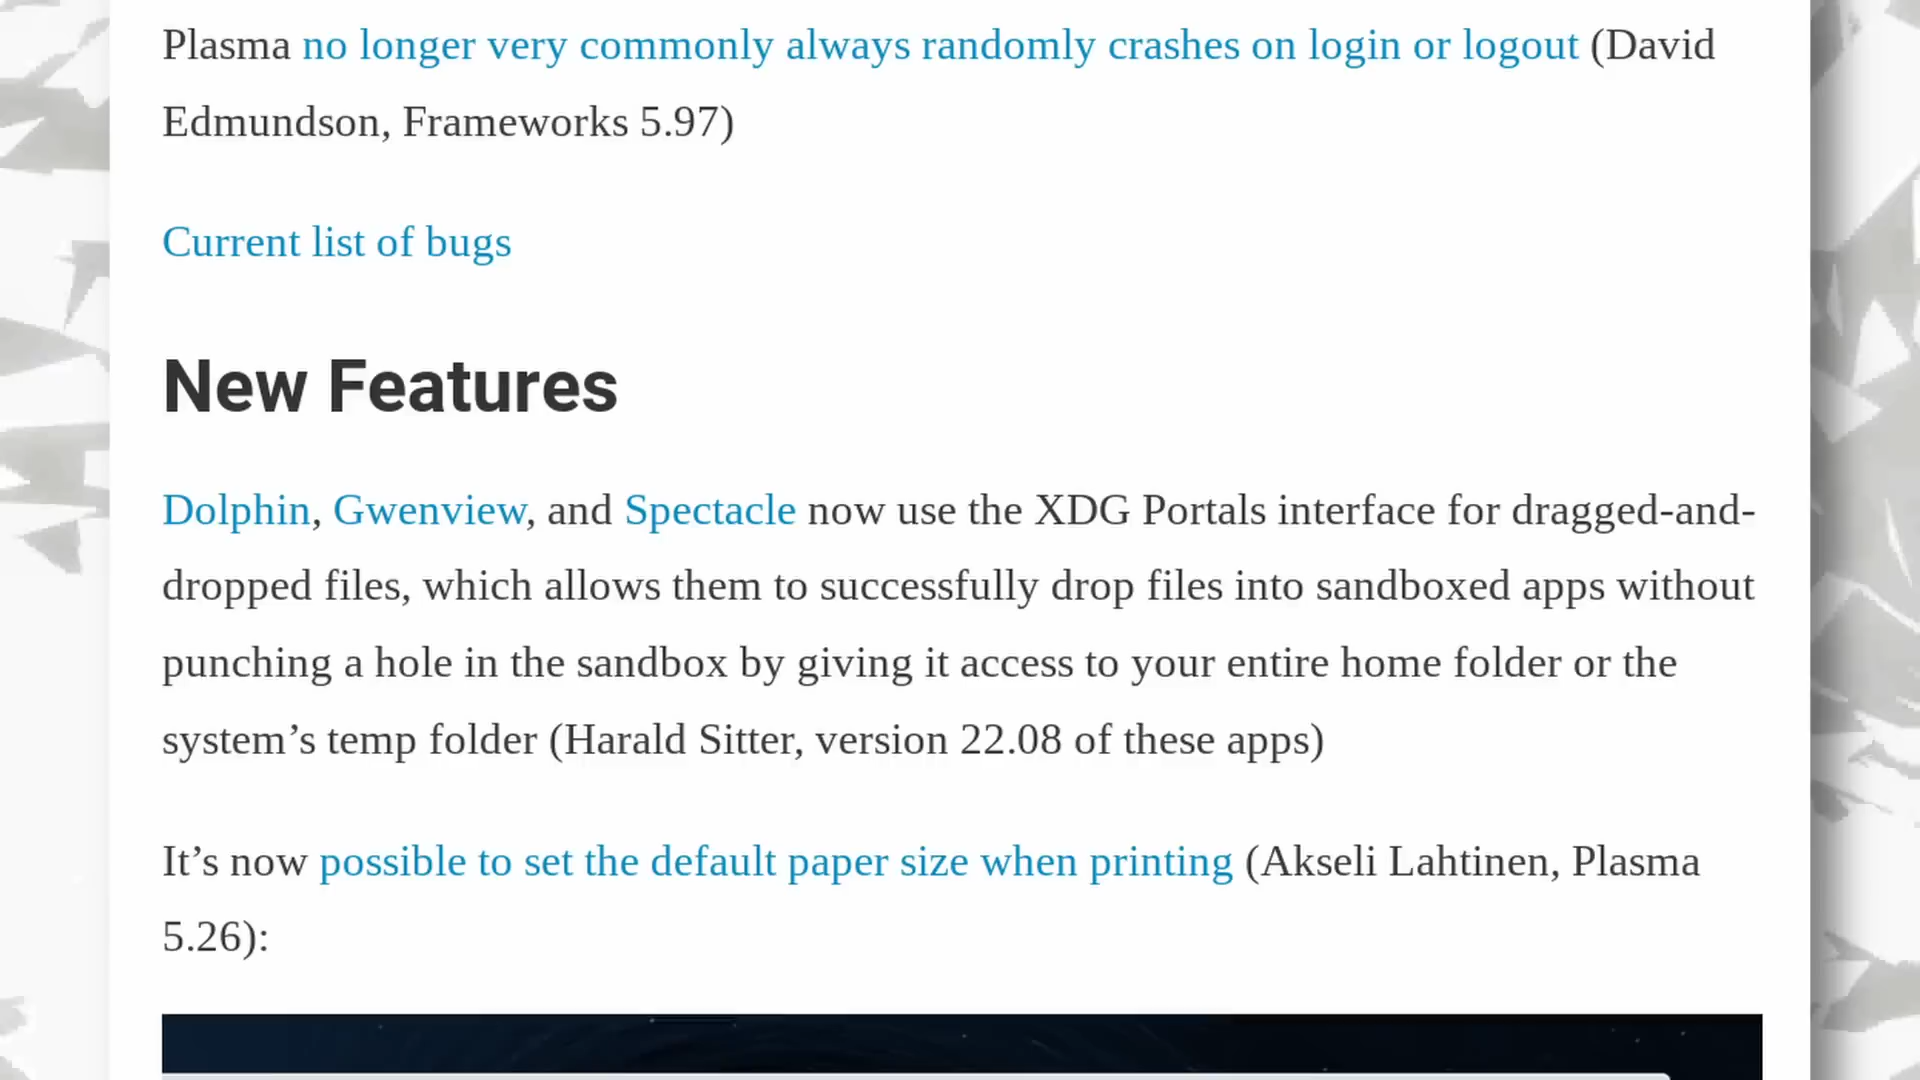 Plasma no longer very commonly always randomly crashes on login or logout (David
Edmundson, Frameworks 5.97)
Current list of bugs
New Features
Dolphin, Gwenview, and Spectacle now use the XDG Portals interface for dragged-and-
dropped files, which allows them to successfully drop files into sandboxed apps without
punching a hole in the sandbox by giving it access to your entire home folder or the
system’s temp folder (Harald Sitter, version 22.08 of these apps)
It’s now possible to set the default paper size when printing (Akseli Lahtinen, Plasma
5.26):